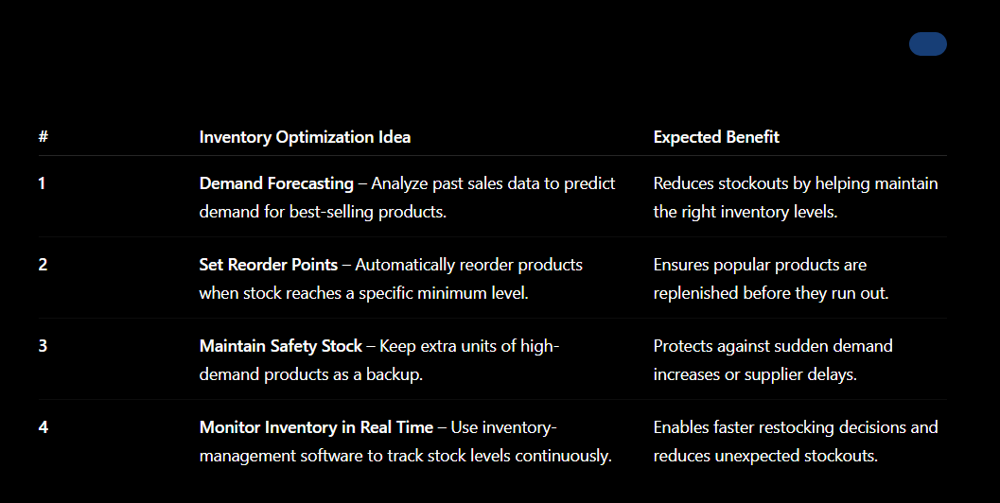 # Inventory Optimization Idea Expected Benefit
1 Demand Forecasting – Analyze past sales data to predict Reduces stockouts by helping maintain
demand for best-selling products. the right inventory levels.
2 Set Reorder Points – Automatically reorder products Ensures popular products are
when stock reaches a specific minimum level. replenished before they run out.
3 Maintain Safety Stock – Keep extra units of high- Protects against sudden demand
demand products as a backup. increases or supplier delays.
4 Monitor Inventory in Real Time – Use inventory- Enables faster restocking decisions and
management software to track stock levels continuously. reduces unexpected stockouts.